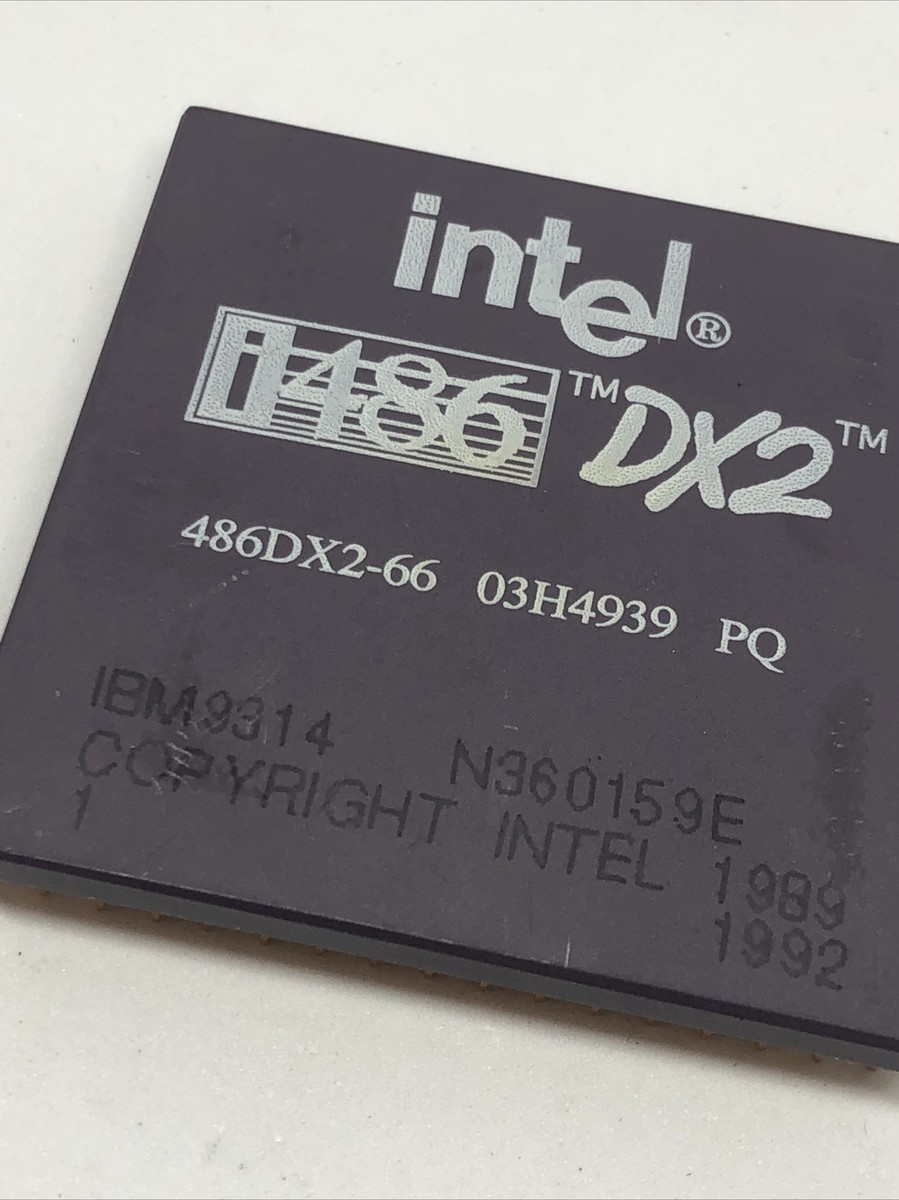 intel®
i486™ DX2™
486DX2-66 03H4939 PQ
IBM9314 N360159E
COPYRIGHT INTEL 1989
1 1992